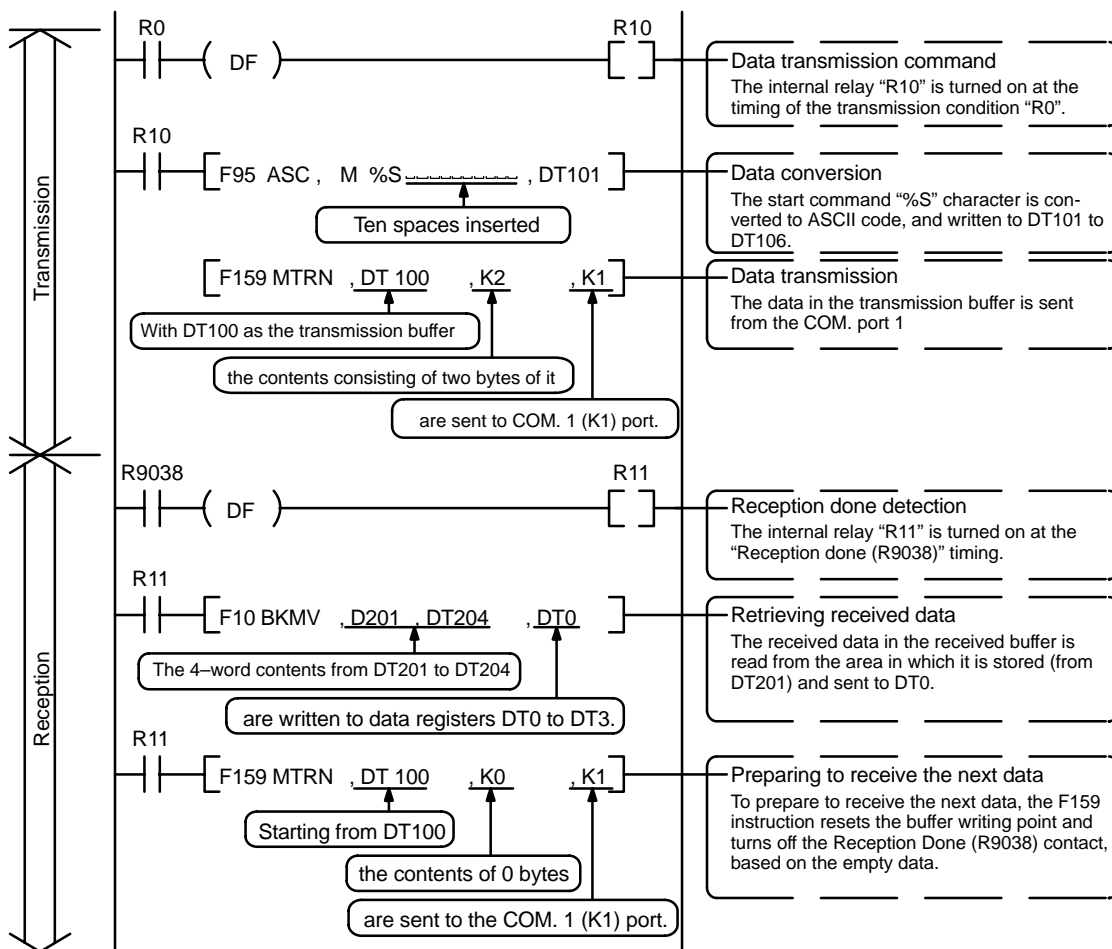 Transmission
R0
DF
R10
Data transmission command
The internal relay “R10” is turned on at the
timing of the transmission condition “R0”.
R10
F95 ASC , M %S , DT101
Ten spaces inserted
Data conversion
The start command “%S” character is con-
verted to ASCII code, and written to DT101 to
DT106.
F159 MTRN , DT 100 , K2 , K1
With DT100 as the transmission buffer
the contents consisting of two bytes of it
are sent to COM. 1 (K1) port.
Data transmission
The data in the transmission buffer is sent
from the COM. port 1
Reception
R9038
DF
R11
Reception done detection
The internal relay “R11” is turned on at the
“Reception done (R9038)” timing.
R11
F10 BKMV , D201 , DT204 , DT0
The 4–word contents from DT201 to DT204
are written to data registers DT0 to DT3.
Retrieving received data
The received data in the received buffer is
read from the area in which it is stored (from
DT201) and sent to DT0.
R11
F159 MTRN , DT 100 , K0 , K1
Starting from DT100
the contents of 0 bytes
are sent to the COM. 1 (K1) port.
Preparing to receive the next data
To prepare to receive the next data, the F159
instruction resets the buffer writing point and
turns off the Reception Done (R9038) contact,
based on the empty data.